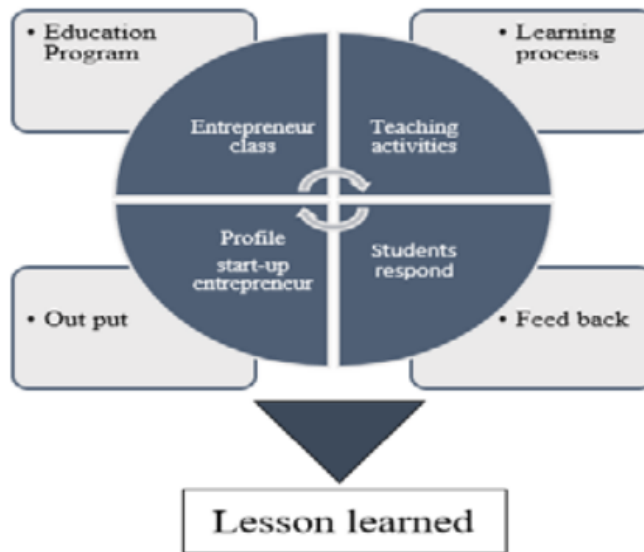 • Education
Program
• Learning
process
Entrepreneur
class
Teaching
activities
Profile
start-up
entrepreneur
Students
respond
• Out put
• Feed back
Lesson learned